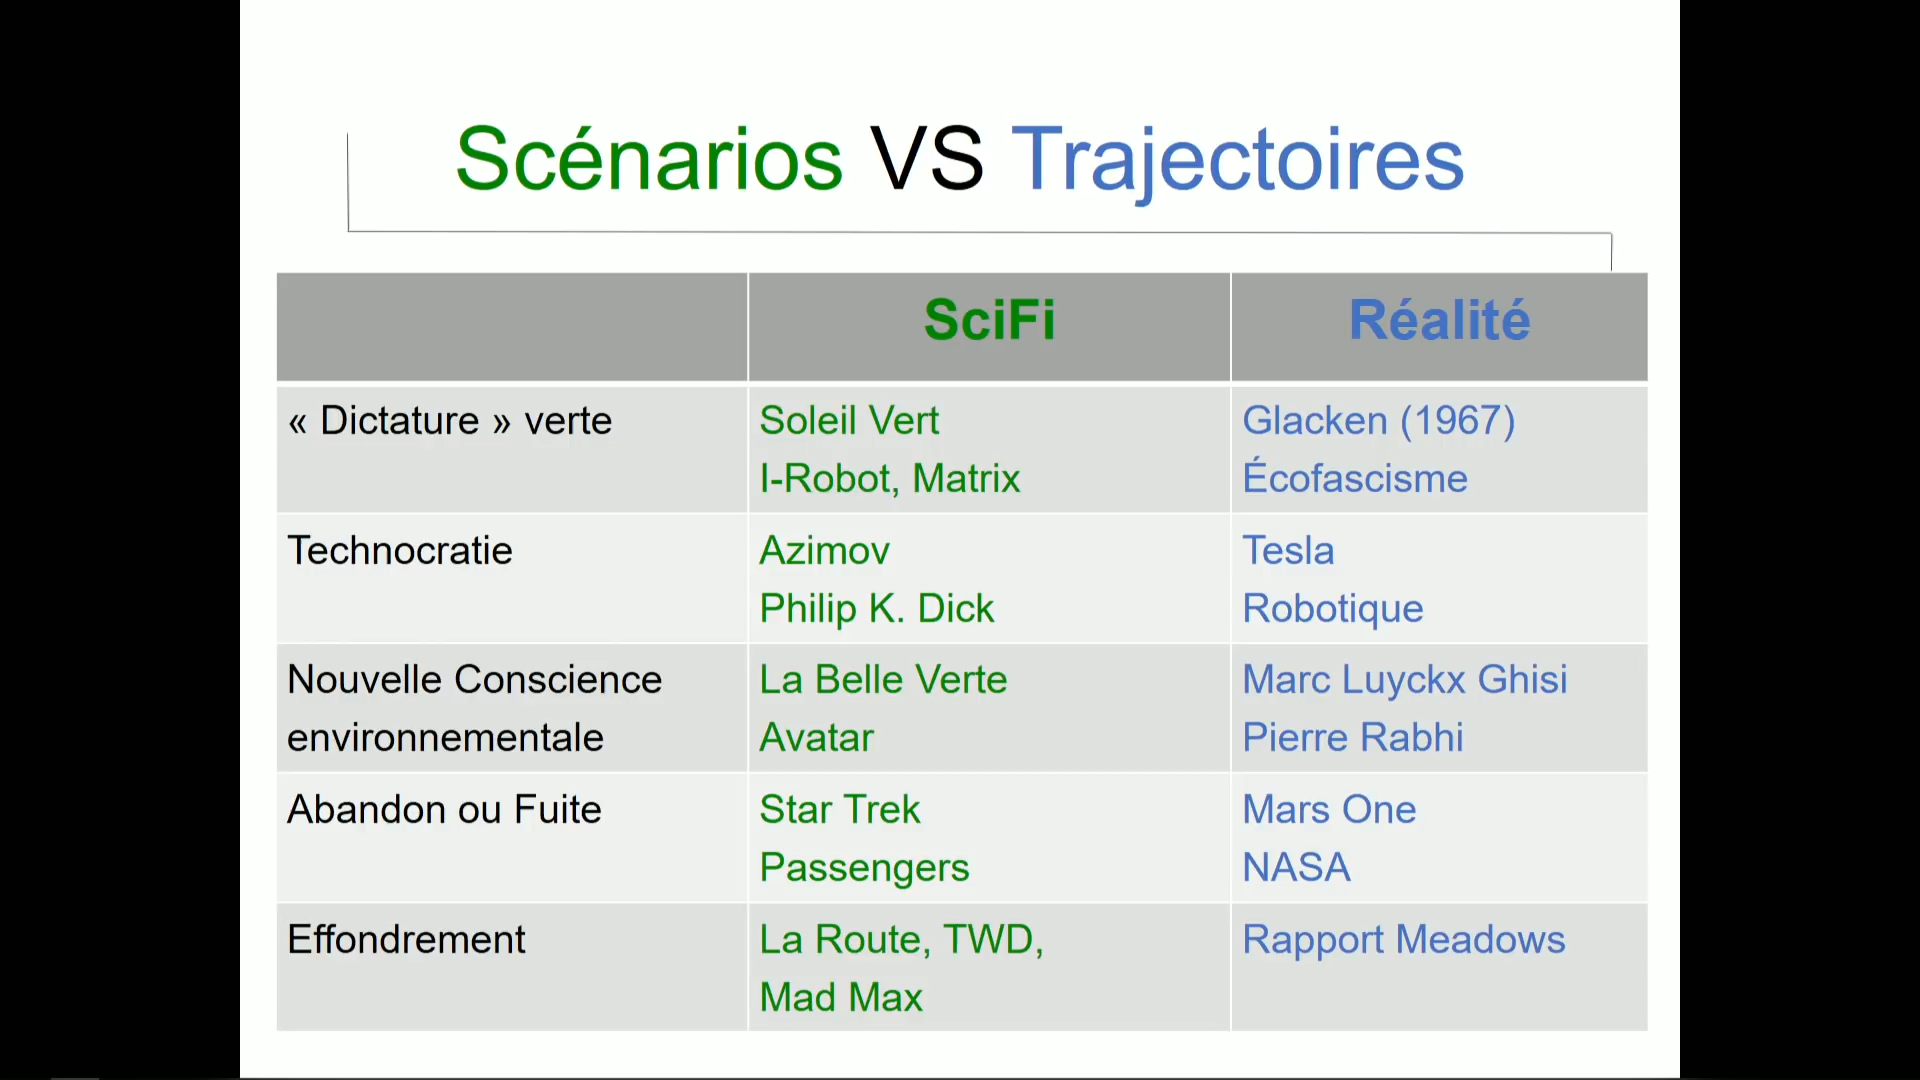 Scénarios VS Trajectoires
SciFi
Réalité
« Dictature » verte
Soleil Vert
I-Robot, Matrix
Glacken (1967)
Écofascisme
Technocratie
Azimov
Philip K. Dick
Tesla
Robotique
Nouvelle Conscience
environnementale
La Belle Verte
Avatar
Marc Luyckx Ghisi
Pierre Rabhi
Abandon ou Fuite
Star Trek
Passengers
Mars One
NASA
Effondrement
La Route, TWD,
Mad Max
Rapport Meadows